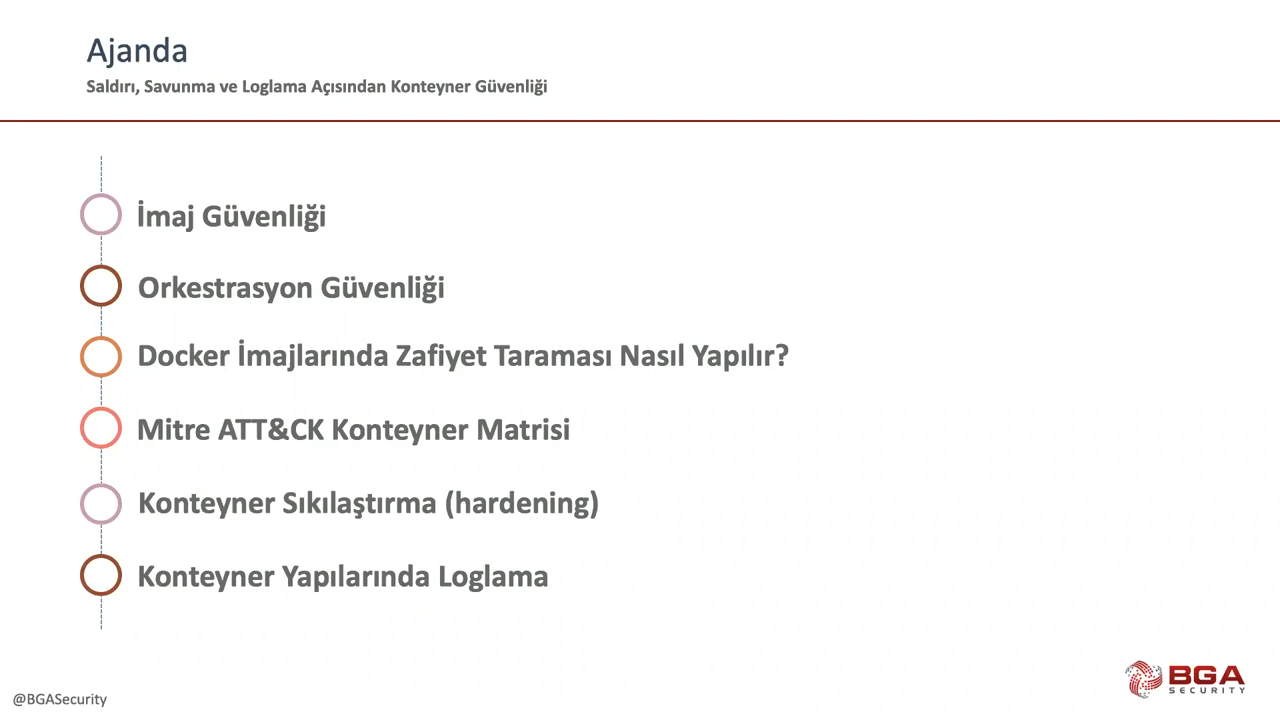 Ajanda
Saldırı, Savunma ve Loglama Açısından Konteyner Güvenliği
İmaj Güvenliği
Orkestrasyon Güvenliği
Docker İmajlarında Zafiyet Taraması Nasıl Yapılır?
Mitre ATT&CK Konteyner Matrisi
Konteyner Sıkılaştırma (hardening)
Konteyner Yapılarında Loglama
@BGASecurity
BGA
SECURITY